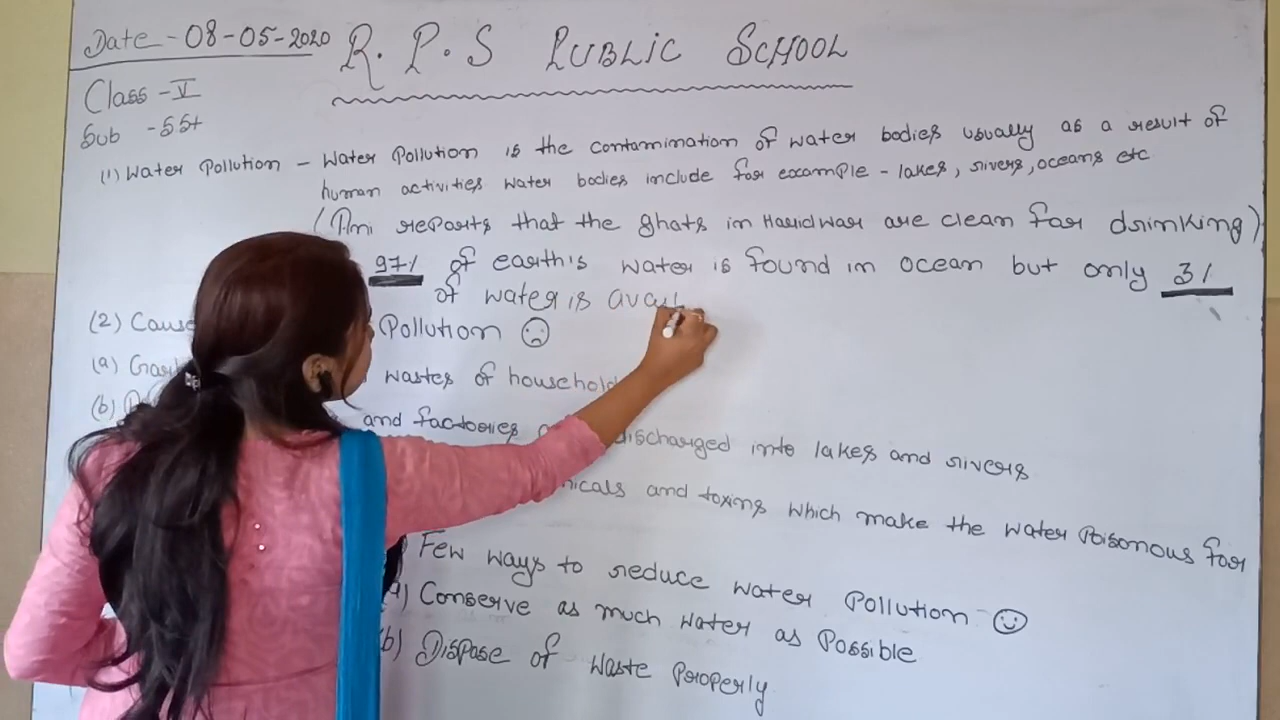 Date - 08-05-2020
R. P. S PUBLIC SCHOOL
Class - V
Sub - SSt
(1) Water Pollution - Water Pollution is the contamination of water bodies usually as a result of
human activities water bodies include for example - lakes, rivers, oceans etc
reports that the ghats in Haridwar are clean for drinking)
97% of earth's water is found in ocean but only 3%
of water is
(2) Pollution ☹
(a) wastes of household
(b) and factories discharged into lakes and rivers
and toxins which make the water Poisonous for
Few ways to reduce water Pollution ☺
(a) Conserve as much water as Possible
(b) Dispose of waste Properly